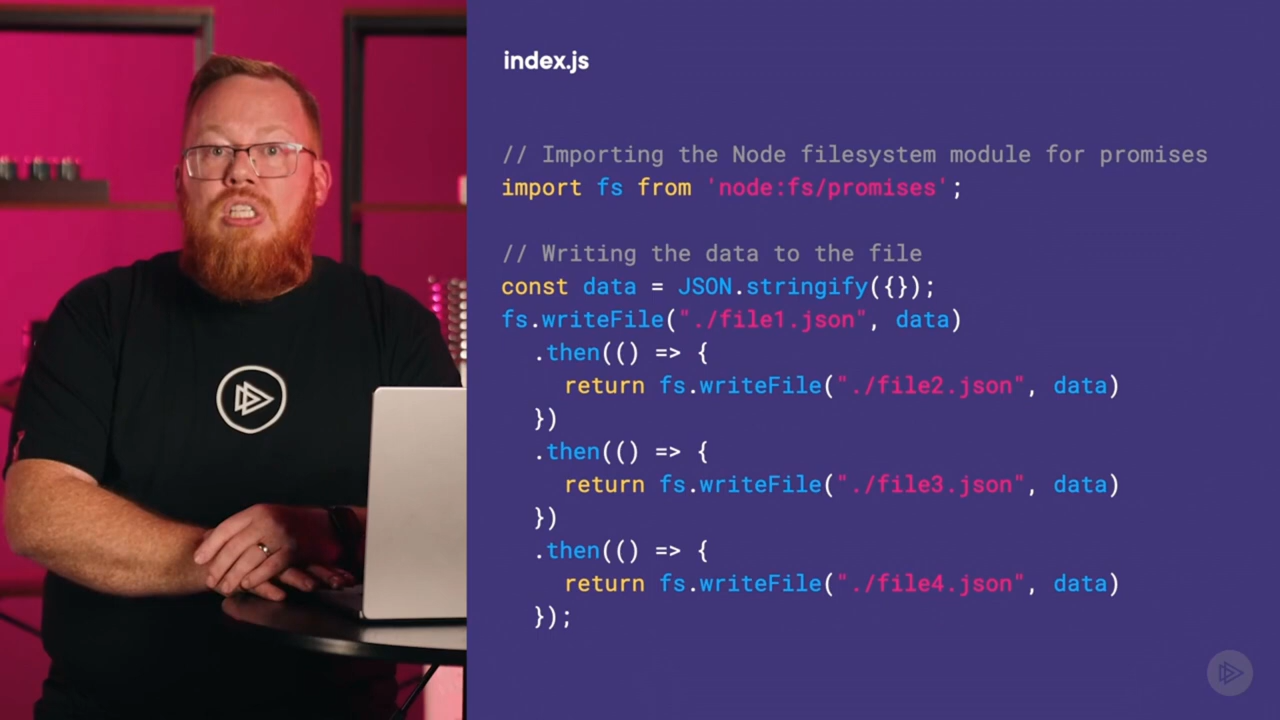 index.js
// Importing the Node filesystem module for promises
import fs from 'node:fs/promises';
// Writing the data to the file
const data = JSON.stringify({});
fs.writeFile("./file1.json", data)
.then(() => {
return fs.writeFile("./file2.json", data)
})
.then(() => {
return fs.writeFile("./file3.json", data)
})
.then(() => {
return fs.writeFile("./file4.json", data)
});